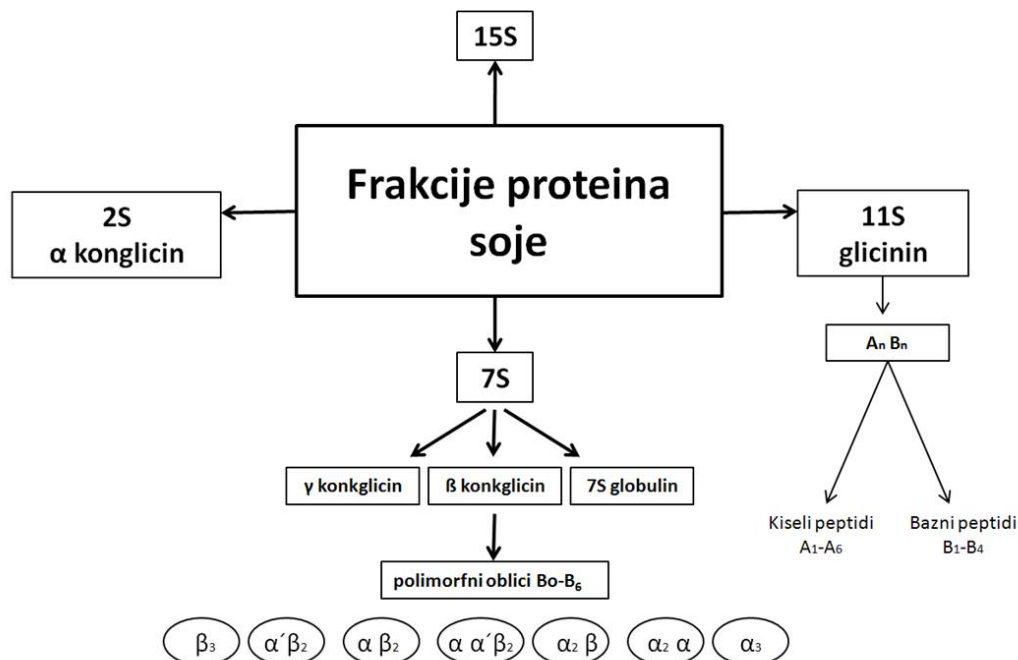 15S
Frakcije proteina
soje
2S
α konglicin
11S
glicinin
Aₙ Bₙ
7S
γ konkglicin
ß konkglicin
7S globulin
Kiseli peptidi
A₁-A₆
Bazni peptidi
B₁-B₄
polimorfni oblici Bo-B₆
β₃
α´β₂
α β₂
α α´β₂
α₂ β
α₂ α
α₃